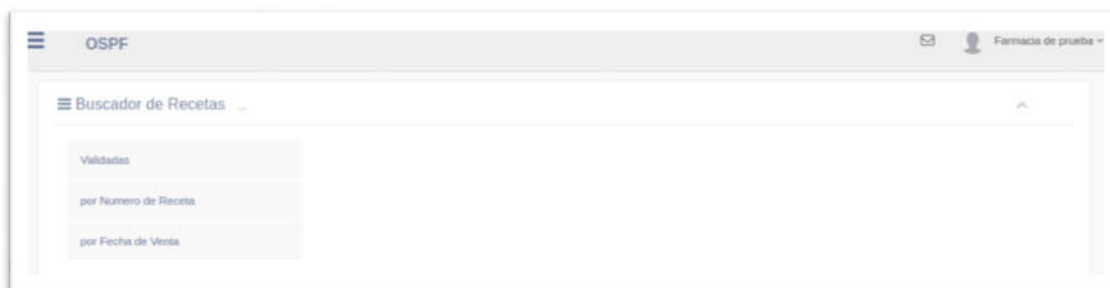 OSPF
Farmacia de prueba
Buscador de Recetas ...
Validadas
por Numero de Receta
por Fecha de Venta